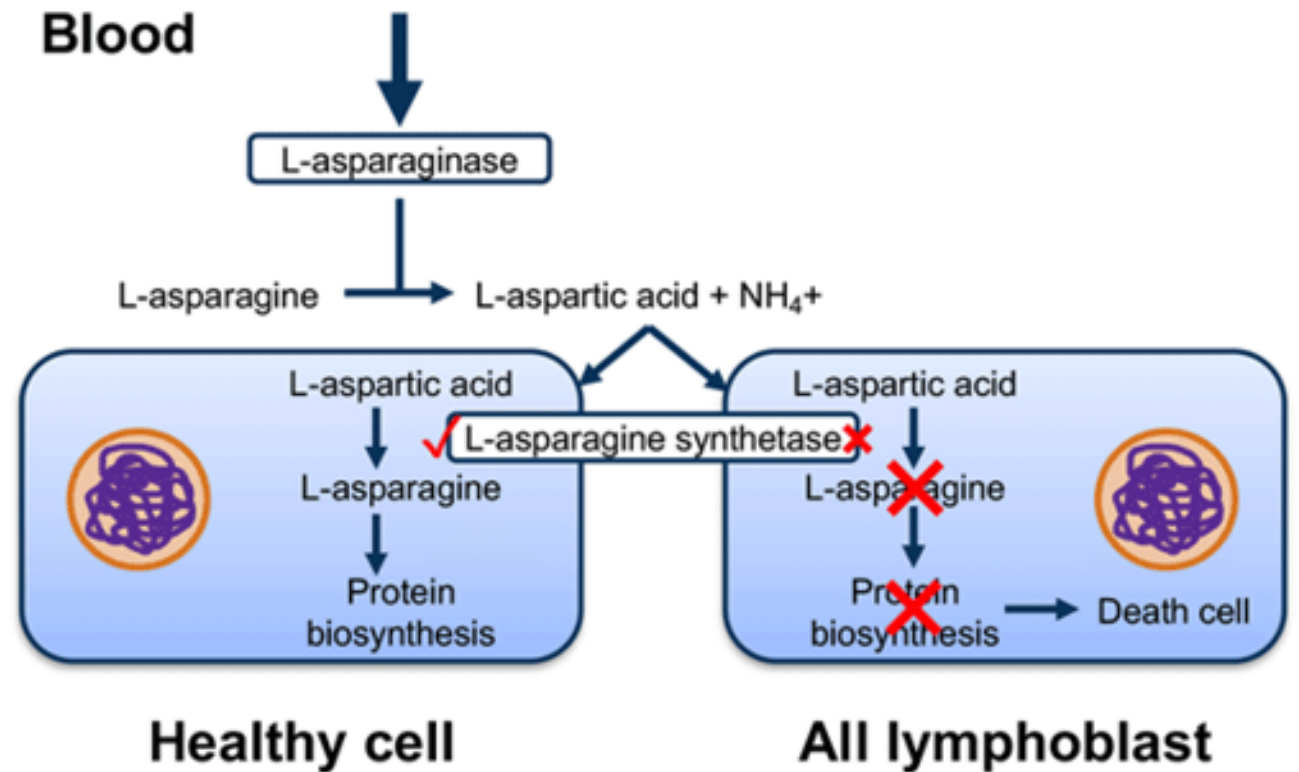 Blood
L-asparaginase
L-asparagine
L-aspartic acid + NH₄+
L-aspartic acid
L-asparagine synthetase
L-asparagine
Protein
biosynthesis
L-aspartic acid
L-asparagine
Protein
biosynthesis
Death cell
Healthy cell
All lymphoblast